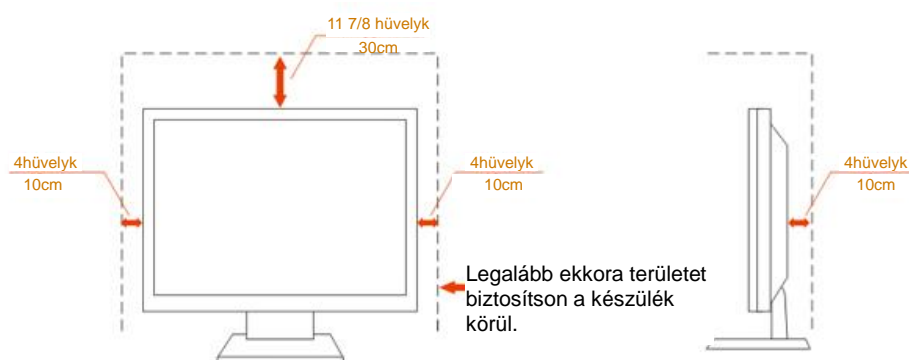 11 7/8 hüvelyk
30cm
4hüvelyk
10cm
4hüvelyk
10cm
4hüvelyk
10cm
Legalább ekkora területet
biztosítson a készülék
körül.